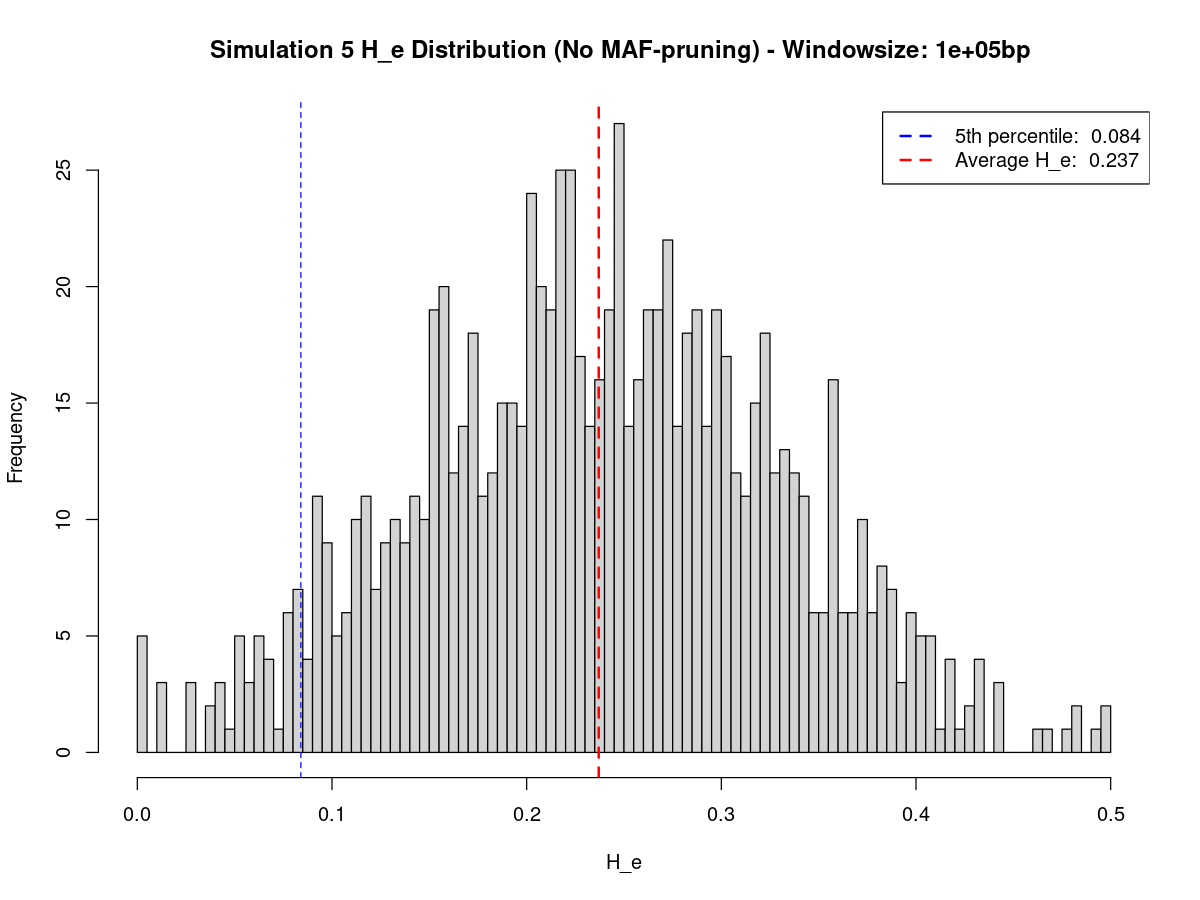 Simulation 5 H_e Distribution (No MAF-pruning) - Windowsize: 1e+05bp
5th percentile: 0.084
Average H_e: 0.237
25
20
15
10
5
0
Frequency
0.0 0.1 0.2 0.3 0.4 0.5
H_e